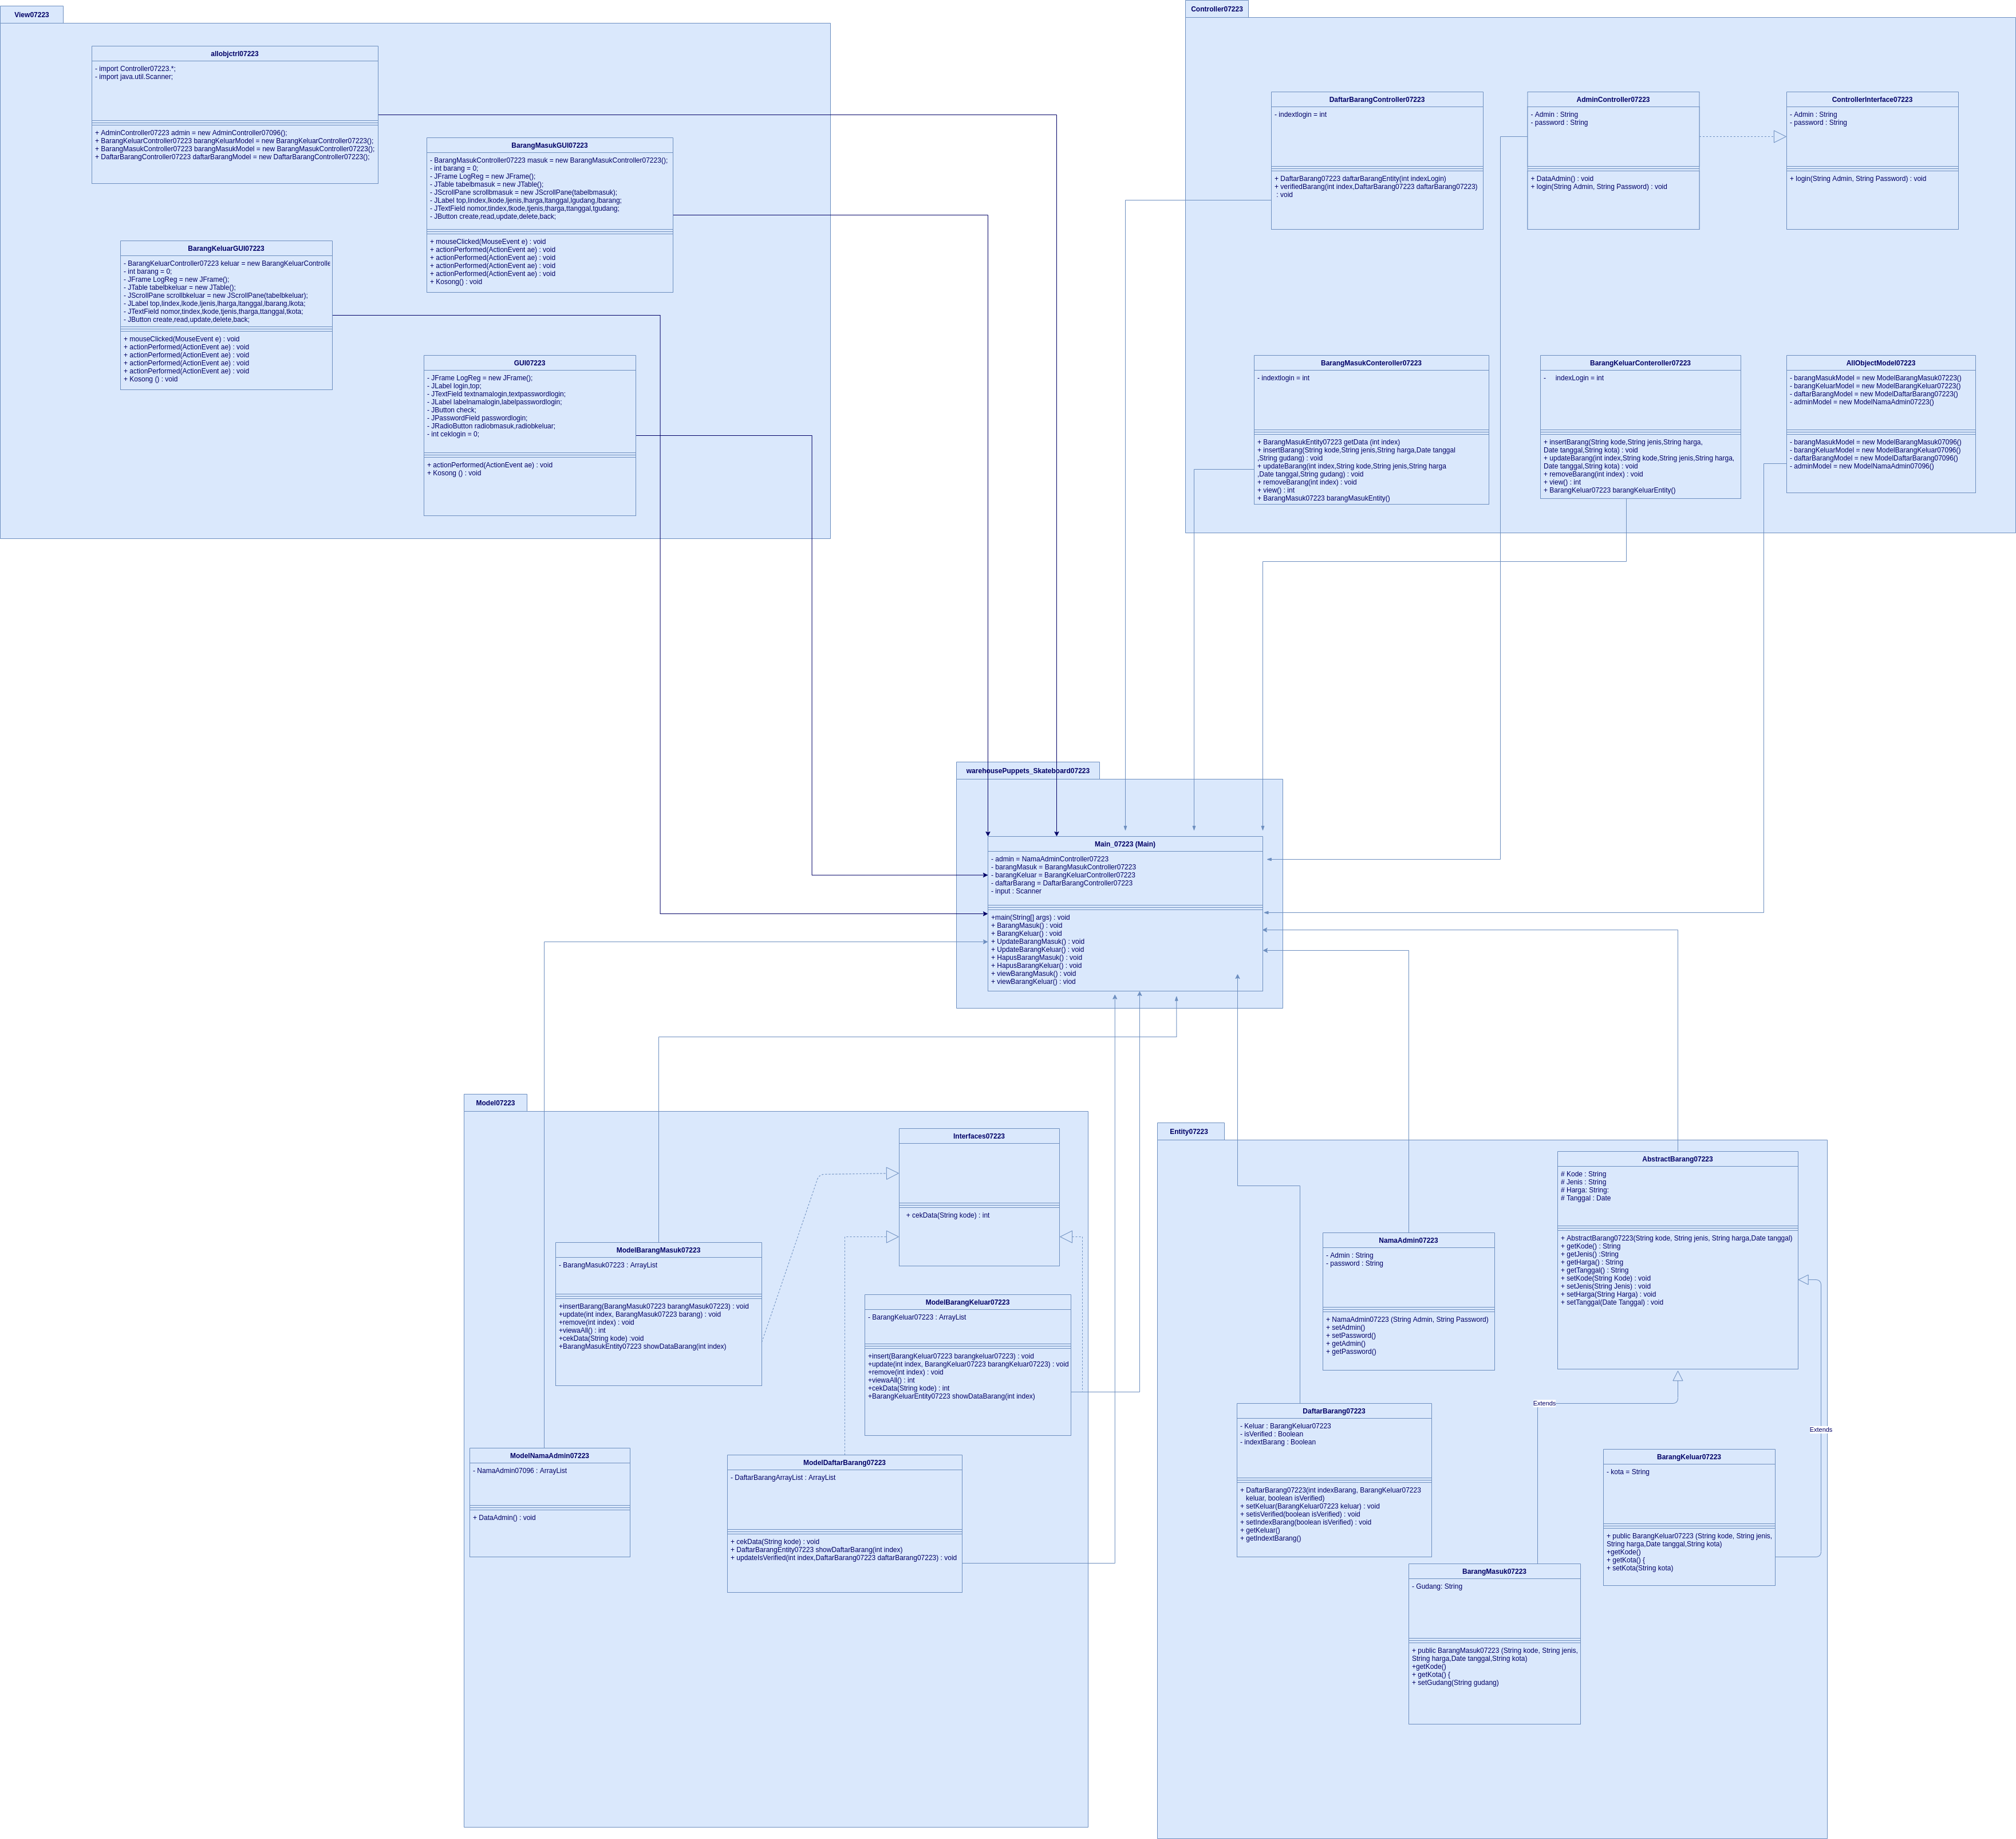 View07223
allobjctrl07223
- import Controller07223.*;
- import java.util.Scanner;
+ AdminController07223 admin = new AdminController07096();
+ BarangKeluarController07223 barangKeluarModel = new BarangKeluarController07223();
+ BarangMasukController07223 barangMasukModel = new BarangMasukController07223();
+ DaftarBarangController07223 daftarBarangModel = new DaftarBarangController07223();
BarangMasukGUI07223
- BarangMasukController07223 masuk = new BarangMasukController07223();
- int barang = 0;
- JFrame LogReg = new JFrame();
- JTable tabelbmasuk = new JTable();
- JScrollPane scrollbmasuk = new JScrollPane(tabelbmasuk);
- JLabel top,lindex,lkode,ljenis,lharga,ltanggal,lgudang,lbarang;
- JTextField nomor,tindex,tkode,tjenis,tharga,ttanggal,tgudang;
- JButton create,read,update,delete,back;
+ mouseClicked(MouseEvent e) : void
+ actionPerformed(ActionEvent ae) : void
+ actionPerformed(ActionEvent ae) : void
+ actionPerformed(ActionEvent ae) : void
+ actionPerformed(ActionEvent ae) : void
+ Kosong() : void
BarangKeluarGUI07223
- BarangKeluarController07223 keluar = new BarangKeluarControlle
- int barang = 0;
- JFrame LogReg = new JFrame();
- JTable tabelbkeluar = new JTable();
- JScrollPane scrollbkeluar = new JScrollPane(tabelbkeluar);
- JLabel top,lindex,lkode,ljenis,lharga,ltanggal,lbarang,lkota;
- JTextField nomor,tindex,tkode,tjenis,tharga,ttanggal,tkota;
- JButton create,read,update,delete,back;
+ mouseClicked(MouseEvent e) : void
+ actionPerformed(ActionEvent ae) : void
+ actionPerformed(ActionEvent ae) : void
+ actionPerformed(ActionEvent ae) : void
+ actionPerformed(ActionEvent ae) : void
+ Kosong () : void
GUI07223
- JFrame LogReg = new JFrame();
- JLabel login,top;
- JTextField textnamalogin,textpasswordlogin;
- JLabel labelnamalogin,labelpasswordlogin;
- JButton check;
- JPasswordField passwordlogin;
- JRadioButton radiobmasuk,radiobkeluar;
- int ceklogin = 0;
+ actionPerformed(ActionEvent ae) : void
+ Kosong () : void
Controller07223
DaftarBarangController07223
- indextlogin = int
+ DaftarBarang07223 daftarBarangEntity(int indexLogin)
+ verifiedBarang(int index,DaftarBarang07223 daftarBarang07223)
: void
AdminController07223
- Admin : String
- password : String
+ DataAdmin() : void
+ login(String Admin, String Password) : void
ControllerInterface07223
- Admin : String
- password : String
+ login(String Admin, String Password) : void
BarangMasukConteroller07223
- indextlogin = int
+ BarangMasukEntity07223 getData (int index)
+ insertBarang(String kode,String jenis,String harga,Date tanggal
,String gudang) : void
+ updateBarang(int index,String kode,String jenis,String harga
,Date tanggal,String gudang) : void
+ removeBarang(int index) : void
+ view() : int
+ BarangMasuk07223 barangMasukEntity()
BarangKeluarConteroller07223
- indexLogin = int
+ insertBarang(String kode,String jenis,String harga,
Date tanggal,String kota) : void
+ updateBarang(int index,String kode,String jenis,String harga,
Date tanggal,String kota) : void
+ removeBarang(int index) : void
+ view() : int
+ BarangKeluar07223 barangKeluarEntity()
AllObjectModel07223
- barangMasukModel = new ModelBarangMasuk07223()
- barangKeluarModel = new ModelBarangKeluar07223()
- daftarBarangModel = new ModelDaftarBarang07223()
- adminModel = new ModelNamaAdmin07223()
- barangMasukModel = new ModelBarangMasuk07096()
- barangKeluarModel = new ModelBarangKeluar07096()
- daftarBarangModel = new ModelDaftarBarang07096()
- adminModel = new ModelNamaAdmin07096()
warehousePuppets_Skateboard07223
Main_07223 (Main)
- admin = NamaAdminController07223
- barangMasuk = BarangMasukController07223
- barangKeluar = BarangKeluarController07223
- daftarBarang = DaftarBarangController07223
- input : Scanner
+main(String[] args) : void
+ BarangMasuk() : void
+ BarangKeluar() : void
+ UpdateBarangMasuk() : void
+ UpdateBarangKeluar() : void
+ HapusBarangMasuk() : void
+ HapusBarangKeluar() : void
+ viewBarangMasuk() : void
+ viewBarangKeluar() : viod
Model07223
Interfaces07223
+ cekData(String kode) : int
ModelBarangMasuk07223
- BarangMasuk07223 : ArrayList
+insertBarang(BarangMasuk07223 barangMasuk07223) : void
+update(int index, BarangMasuk07223 barang) : void
+remove(int index) : void
+viewaAll() : int
+cekData(String kode) :void
+BarangMasukEntity07223 showDataBarang(int index)
ModelBarangKeluar07223
- BarangKeluar07223 : ArrayList
+insert(BarangKeluar07223 barangkeluar07223) : void
+update(int index, BarangKeluar07223 barangKeluar07223) : void
+remove(int index) : void
+viewaAll() : int
+cekData(String kode) : int
+BarangKeluarEntity07223 showDataBarang(int index)
ModelNamaAdmin07223
- NamaAdmin07096 : ArrayList
+ DataAdmin() : void
ModelDaftarBarang07223
- DaftarBarangArrayList : ArrayList
+ cekData(String kode) : void
+ DaftarBarangEntity07223 showDaftarBarang(int index)
+ updateIsVerified(int index,DaftarBarang07223 daftarbarang07223) : void
Entity07223
AbstractBarang07223
# Kode : String
# Jenis : String
# Harga: String:
# Tanggal : Date
+ AbstractBarang07223(String kode, String jenis, String harga,Date tanggal)
+ getKode() : String
+ getJenis() :String
+ getHarga() : String
+ getTanggal() : String
+ setKode(String Kode) : void
+ setJenis(String Jenis) : void
+ setHarga(String Harga) : void
+ setTanggal(Date Tanggal) : void
NamaAdmin07223
- Admin : String
- password : String
+ NamaAdmin07223 (String Admin, String Password)
+ setAdmin()
+ setPassword()
+ getAdmin()
+ getPassword()
Extends
Extends
DaftarBarang07223
- Keluar : BarangKeluar07223
- isVerified : Boolean
- indextBarang : Boolean
+ DaftarBarang07223(int indexBarang, BarangKeluar07223
keluar, boolean isVerified)
+ setKeluar(BarangKeluar07223 keluar) : void
+ setisVerified(boolean isVerified) : void
+ setIndexBarang(boolean isVerified) : void
+ getKeluar()
+ getIndextBarang()
BarangKeluar07223
- kota = String
+ public BarangKeluar07223 (String kode, String jenis,
String harga,Date tanggal,String kota)
+getKode()
+ getKota() {
+ setKota(String kota)
BarangMasuk07223
- Gudang: String
+ public BarangMasuk07223 (String kode, String jenis,
String harga,Date tanggal,String kota)
+getKode()
+ getKota() {
+ setGudang(String gudang)